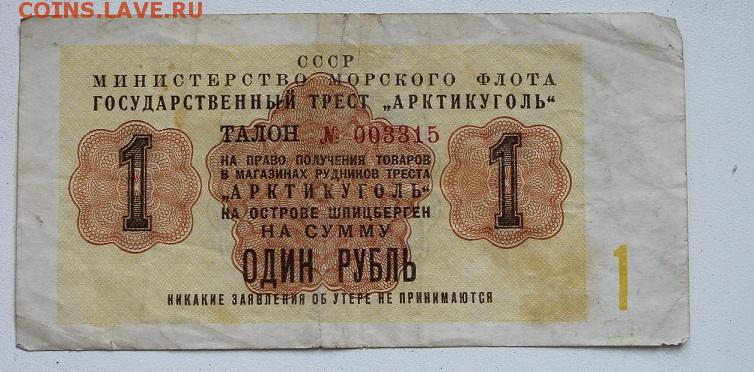 COINS.LAVE.RU
СССР
МИНИСТЕРСТВО МОРСКОГО ФЛОТА
ГОСУДАРСТВЕННЫЙ ТРЕСТ „АРКТИКУГОЛЬ“
ТАЛОН № 003315
НА ПРАВО ПОЛУЧЕНИЯ ТОВАРОВ
В МАГАЗИНАХ РУДНИКОВ ТРЕСТА
„АРКТИКУГОЛЬ“
НА ОСТРОВЕ ШПИЦБЕРГЕН
НА СУММУ
1 1
ОДИН РУБЛЬ
1
НИКАКИЕ ЗАЯВЛЕНИЯ ОБ УТЕРЕ НЕ ПРИНИМАЮТСЯ